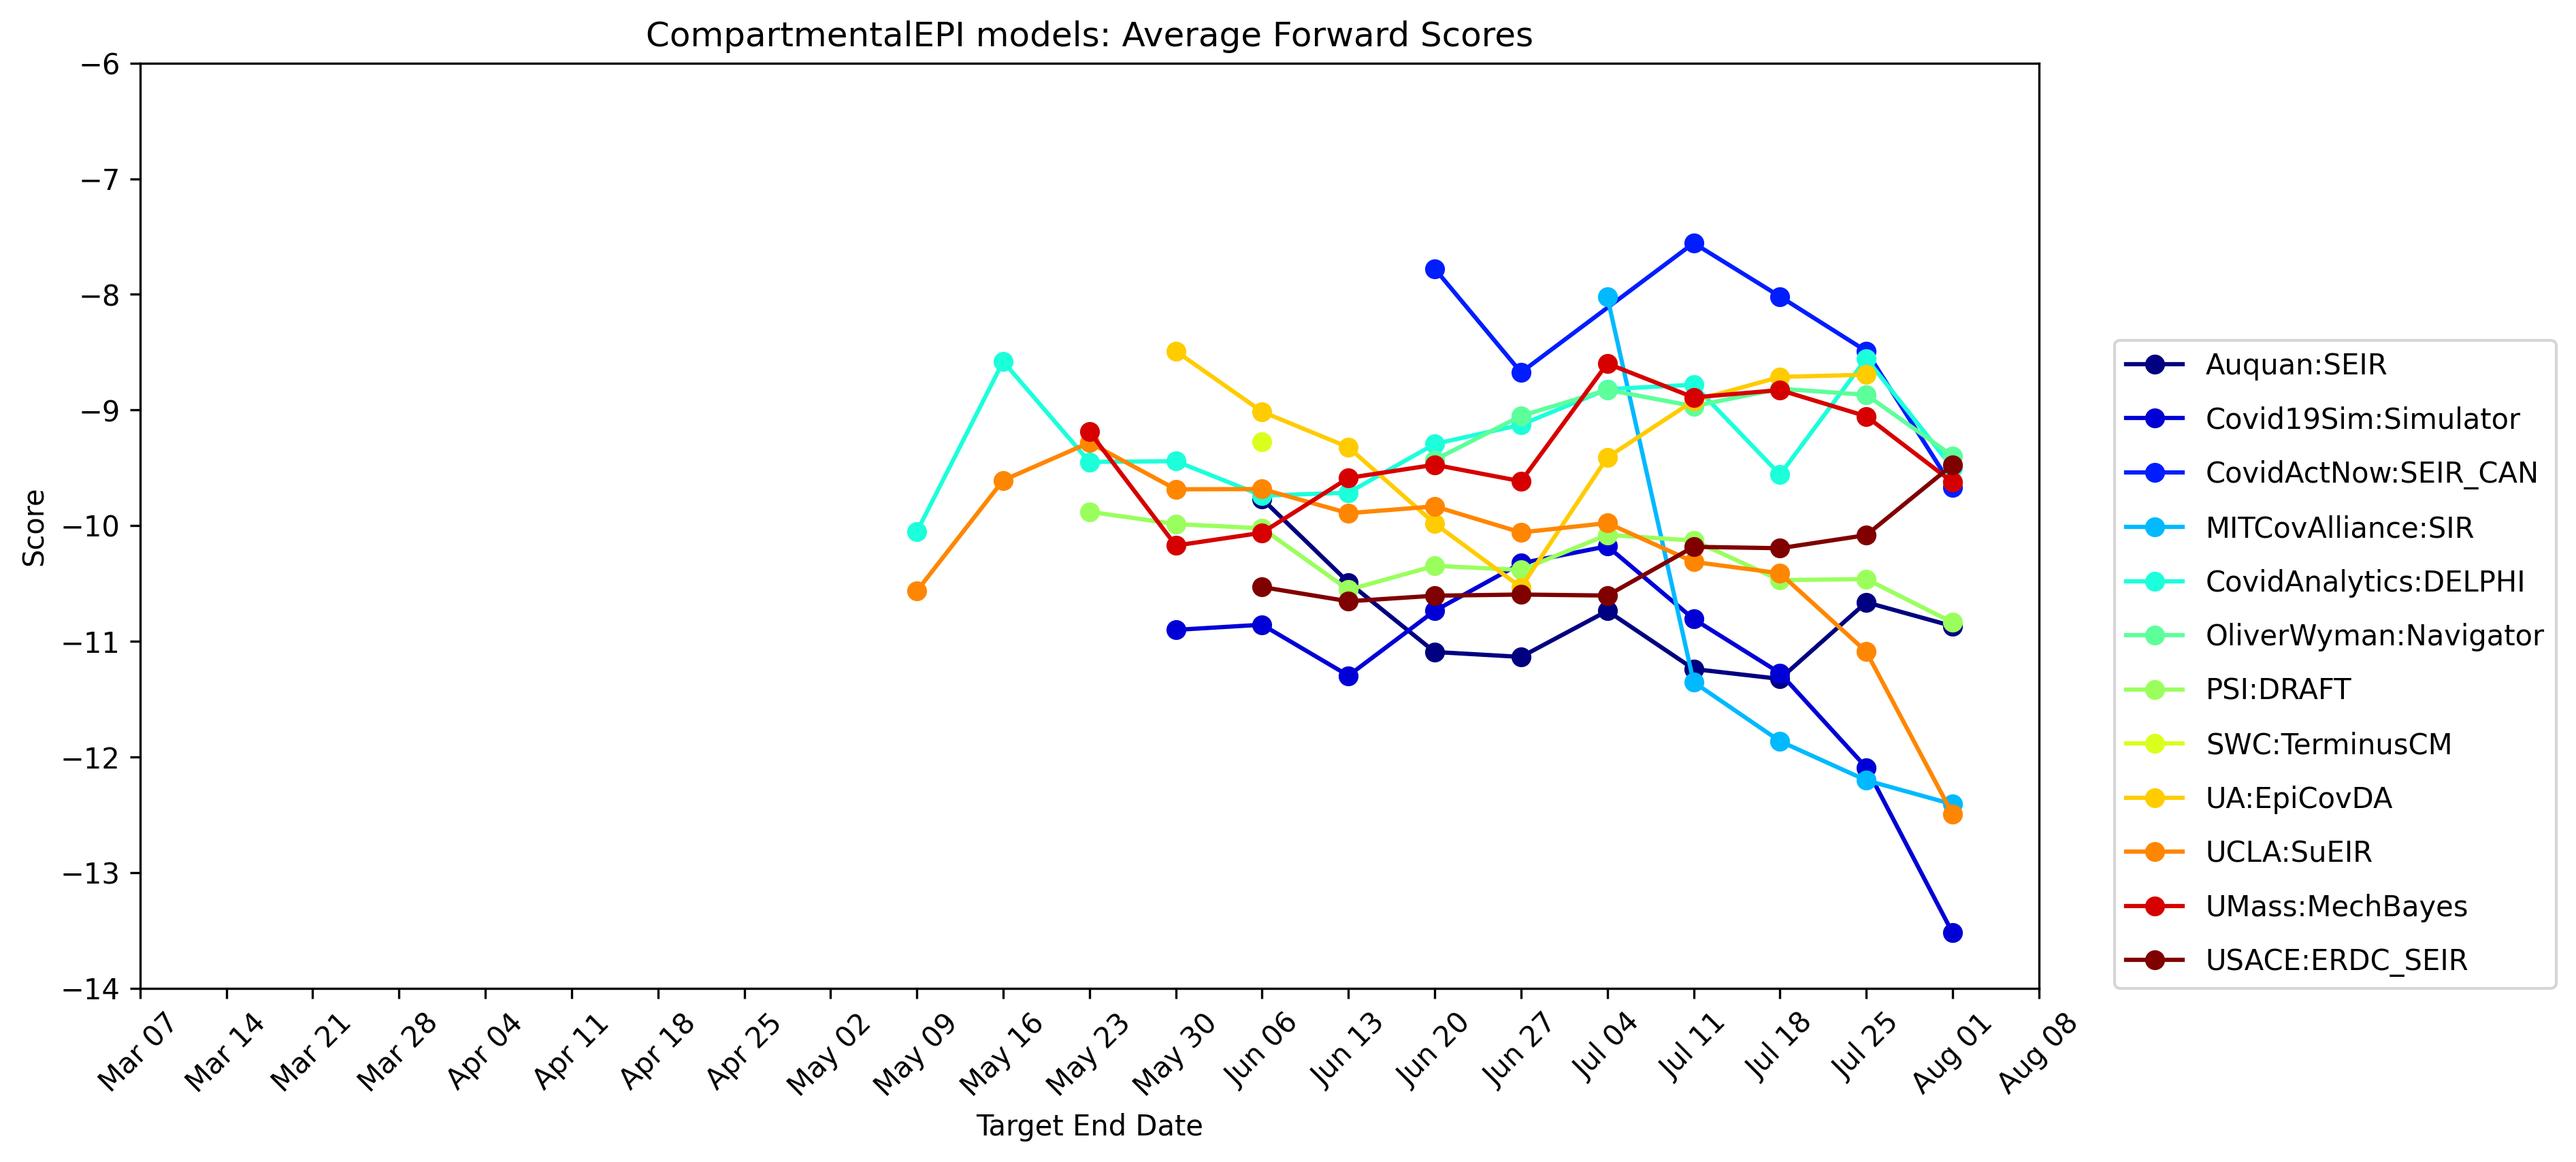 CompartmentalEPI models: Average Forward Scores
−6
−7
−8
−9
−10
−11
−12
−13
−14
Score
Mar 07
Mar 14
Mar 21
Mar 28
Apr 04
Apr 11
Apr 18
Apr 25
May 02
May 09
May 16
May 23
May 30
Jun 06
Jun 13
Jun 20
Jun 27
Jul 04
Jul 11
Jul 18
Jul 25
Aug 01
Aug 08
Target End Date
Auquan:SEIR
Covid19Sim:Simulator
CovidActNow:SEIR_CAN
MITCovAlliance:SIR
CovidAnalytics:DELPHI
OliverWyman:Navigator
PSI:DRAFT
SWC:TerminusCM
UA:EpiCovDA
UCLA:SuEIR
UMass:MechBayes
USACE:ERDC_SEIR